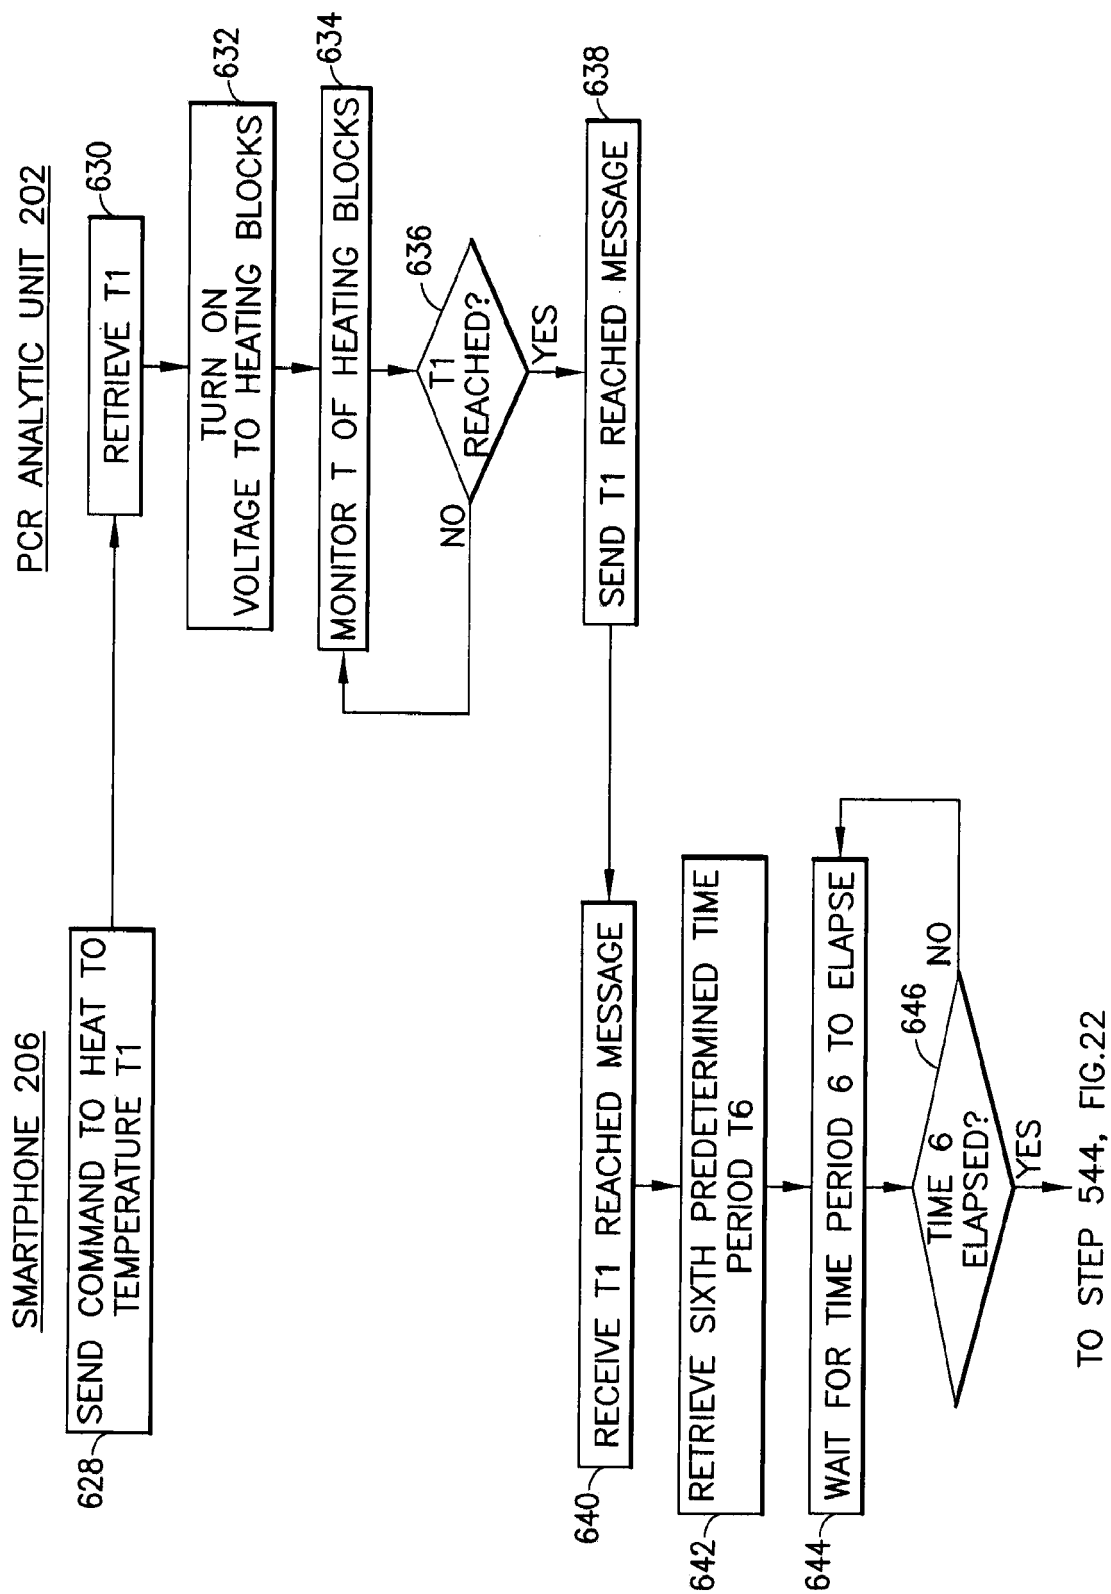 SMARTPHONE 206
PCR ANALYTIC UNIT 202
628
SEND COMMAND TO HEAT TO
TEMPERATURE T1
630
RETRIEVE T1
632
TURN ON
VOLTAGE TO HEATING BLOCKS
634
MONITOR T OF HEATING BLOCKS
636
T1
REACHED?
NO
YES
638
SEND T1 REACHED MESSAGE
640
RECEIVE T1 REACHED MESSAGE
642
RETRIEVE SIXTH PREDETERMINED TIME
PERIOD T6
644
WAIT FOR TIME PERIOD 6 TO ELAPSE
646
TIME 6
ELAPSED?
NO
YES
TO STEP 544, FIG.22